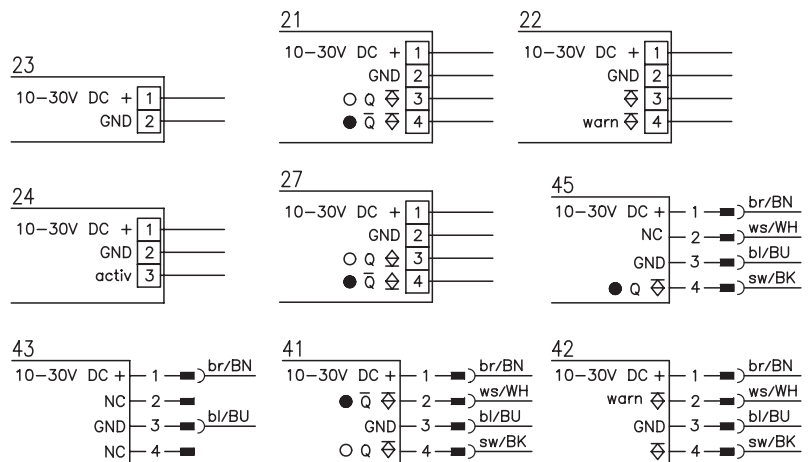 23
10–30V DC + 1
GND 2
21
10–30V DC + 1
GND 2
Q 3
Q̅ 4
22
10–30V DC + 1
GND 2
3
warn 4
24
10–30V DC + 1
GND 2
activ 3
27
10–30V DC + 1
GND 2
Q 3
Q̅ 4
45
10–30V DC + 1 br/BN
NC 2 ws/WH
GND 3 bl/BU
Q 4 sw/BK
43
10–30V DC + 1 br/BN
NC 2
GND 3 bl/BU
NC 4
41
10–30V DC + 1 br/BN
Q̅ 2 ws/WH
GND 3 bl/BU
Q 4 sw/BK
42
10–30V DC + 1 br/BN
warn 2 ws/WH
GND 3 bl/BU
4 sw/BK